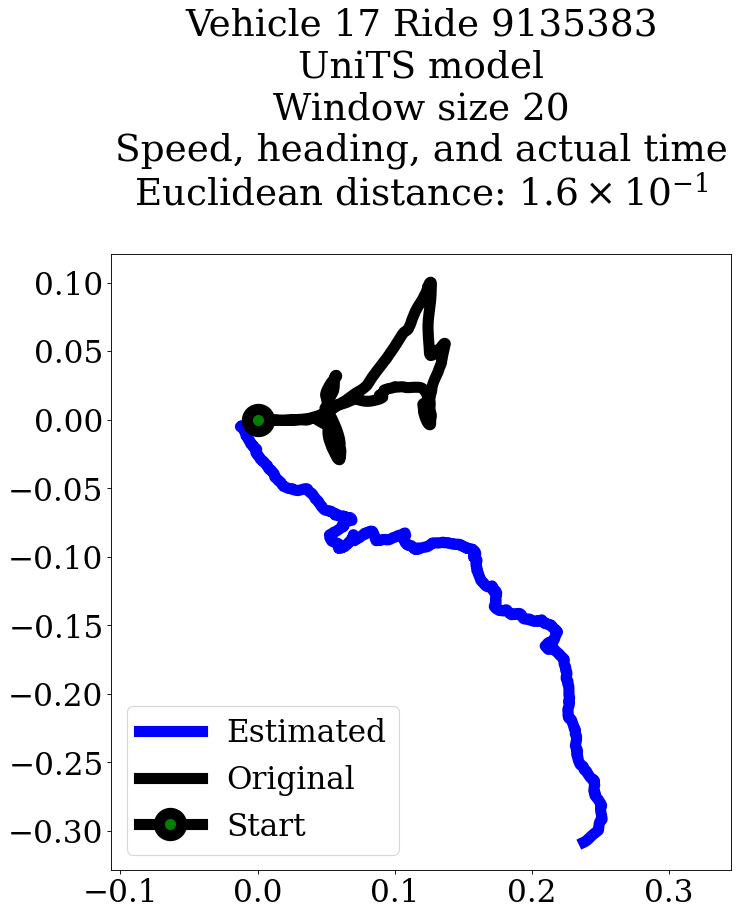 Vehicle 17 Ride 9135383
UniTS model
Window size 20
Speed, heading, and actual time
Euclidean distance: 1.6 × 10⁻¹
0.10
0.05
0.00
−0.05
−0.10
−0.15
−0.20
−0.25
−0.30
Estimated
Original
Start
−0.1 0.0 0.1 0.2 0.3